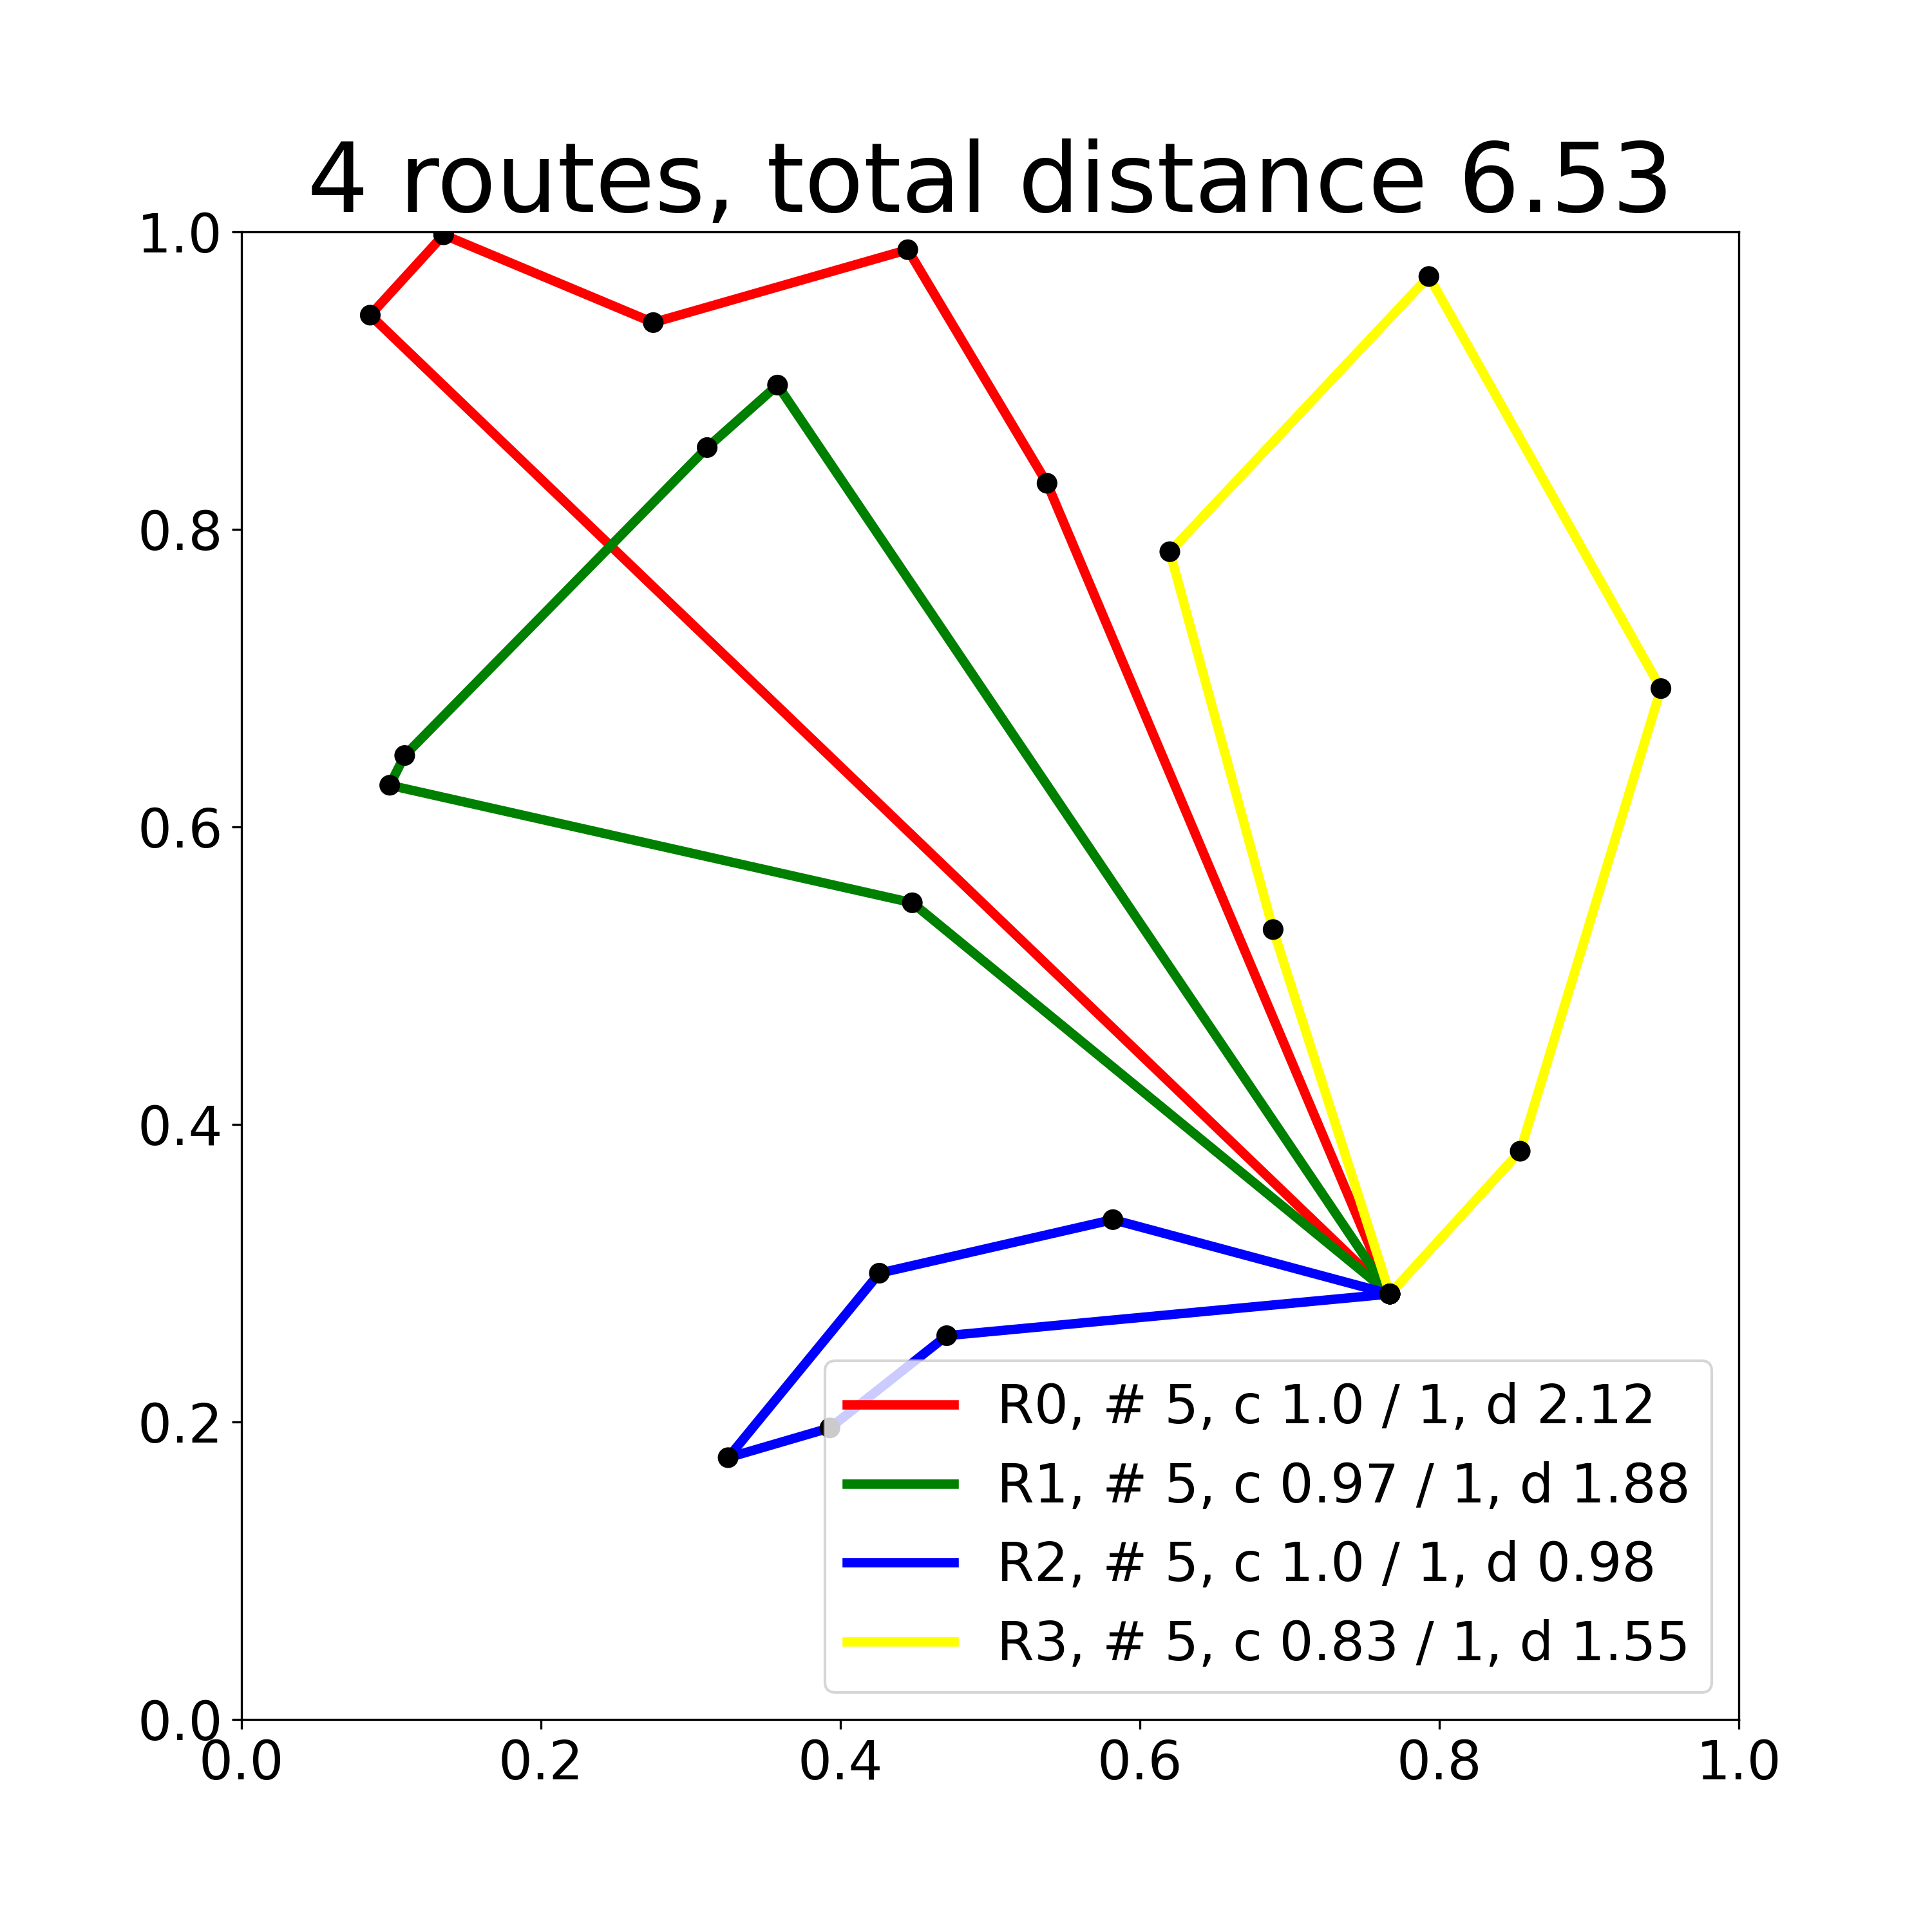 4 routes, total distance 6.53
1.0
0.8
0.6
0.4
0.2
0.0
0.0 0.2 0.4 0.6 0.8 1.0
R0, # 5, c 1.0 / 1, d 2.12
R1, # 5, c 0.97 / 1, d 1.88
R2, # 5, c 1.0 / 1, d 0.98
R3, # 5, c 0.83 / 1, d 1.55